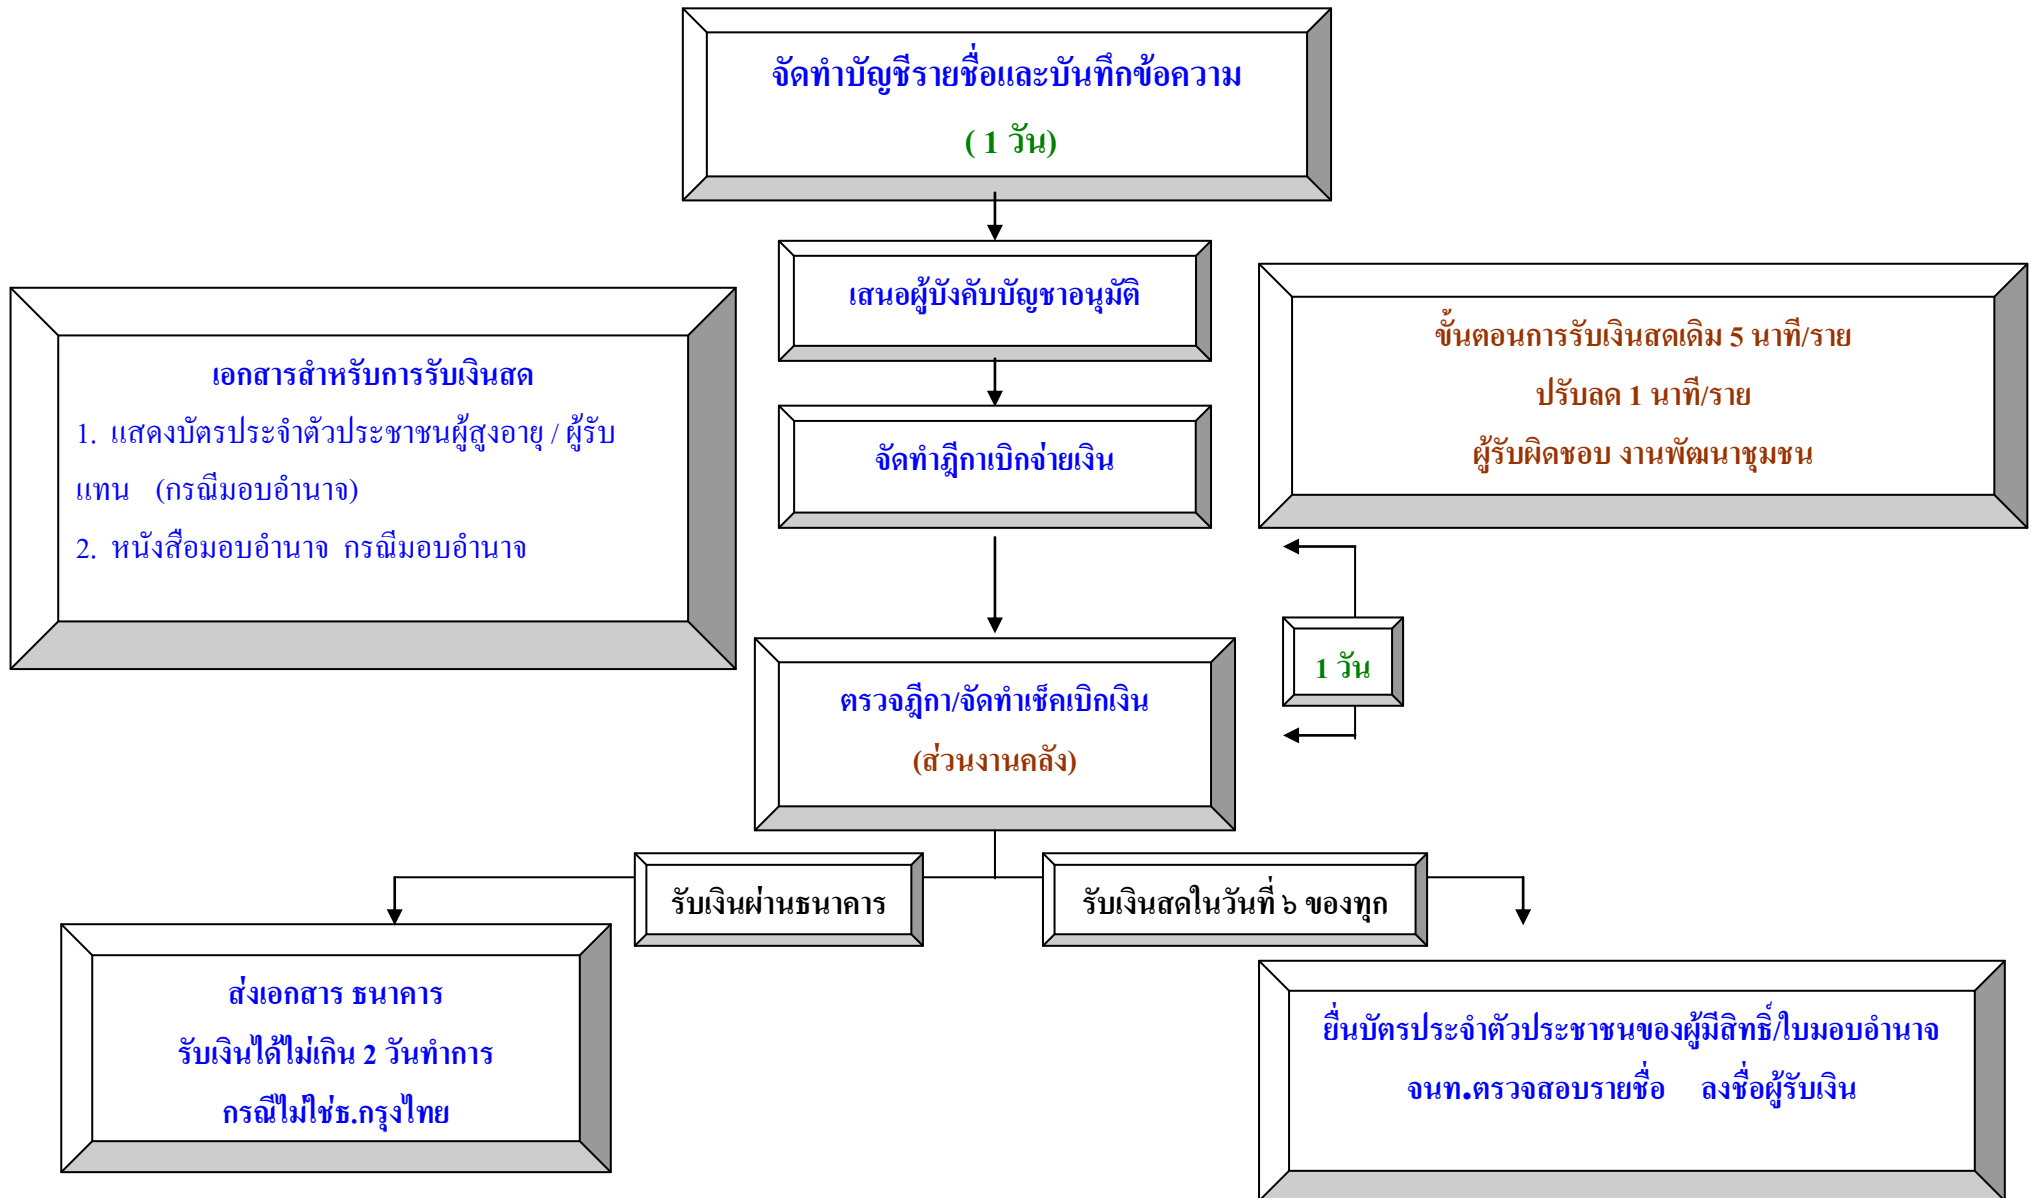 จัดทำบัญชีรายชื่อและบันทึกข้อความ
( 1 วัน)
เสนอผู้บังคับบัญชาอนุมัติ
เอกสารสำหรับการรับเงินสด
1. แสดงบัตรประจำตัวประชาชนผู้สูงอายุ / ผู้รับ
แทน (กรณีมอบอำนาจ)
2. หนังสือมอบอำนาจ กรณีมอบอำนาจ
ขั้นตอนการรับเงินสดเดิม 5 นาที/ราย
ปรับลด 1 นาที/ราย
ผู้รับผิดชอบ งานพัฒนาชุมชน
จัดทำฎีกาเบิกจ่ายเงิน
1 วัน
ตรวจฎีกา/จัดทำเช็คเบิกเงิน
(ส่วนงานคลัง)
รับเงินผ่านธนาคาร
รับเงินสดในวันที่ ๖ ของทุก
ส่งเอกสาร ธนาคาร
รับเงินได้ไม่เกิน 2 วันทำการ
กรณีไม่ใช่ธ.กรุงไทย
ยื่นบัตรประจำตัวประชาชนของผู้มีสิทธิ์/ใบมอบอำนาจ
จนท.ตรวจสอบรายชื่อ ลงชื่อผู้รับเงิน